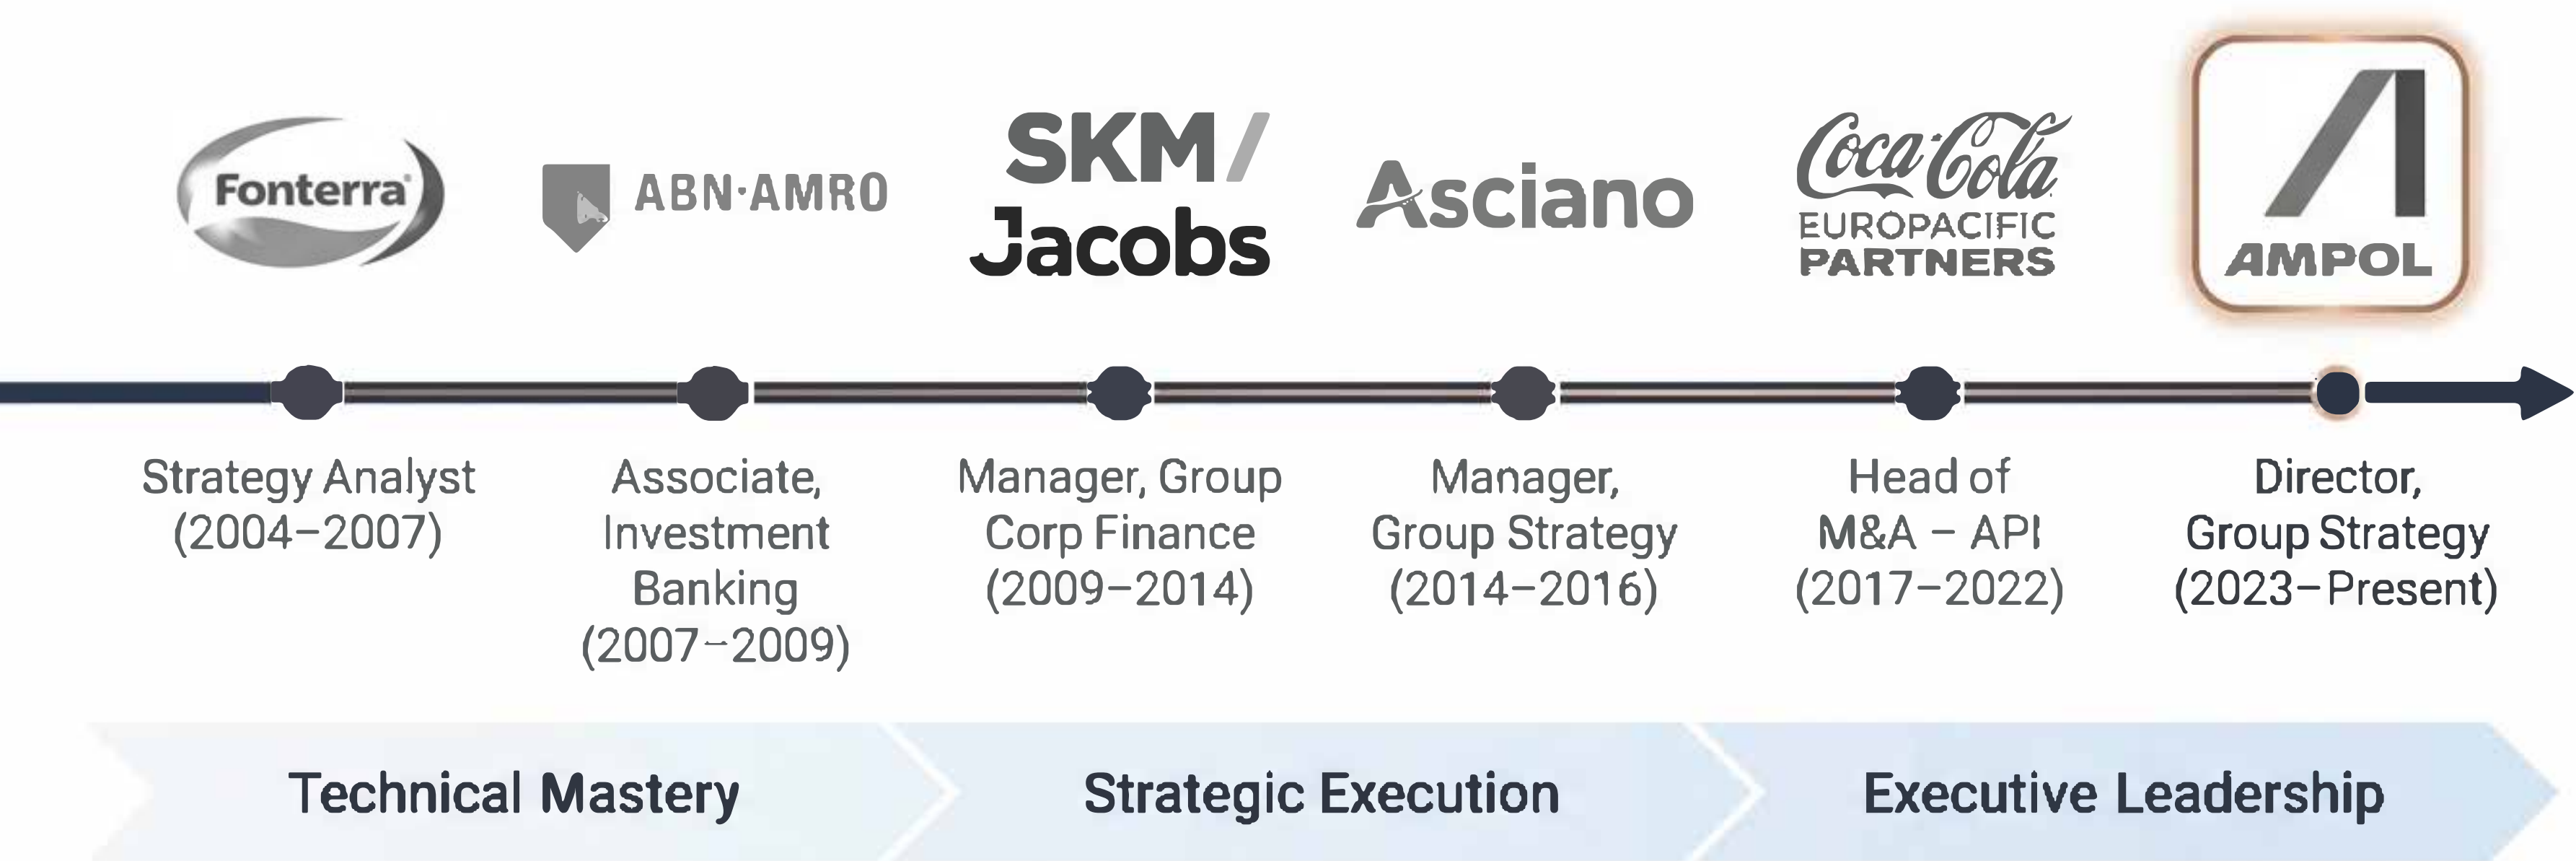 Fonterra®
ABN·AMRO
SKM/
Jacobs
Asciano
Coca-Cola
EUROPACIFIC
PARTNERS
AMPOL
Strategy Analyst
(2004–2007)
Associate,
Investment
Banking
(2007–2009)
Manager, Group
Corp Finance
(2009–2014)
Manager,
Group Strategy
(2014–2016)
Head of
M&A – API
(2017–2022)
Director,
Group Strategy
(2023–Present)
Technical Mastery
Strategic Execution
Executive Leadership